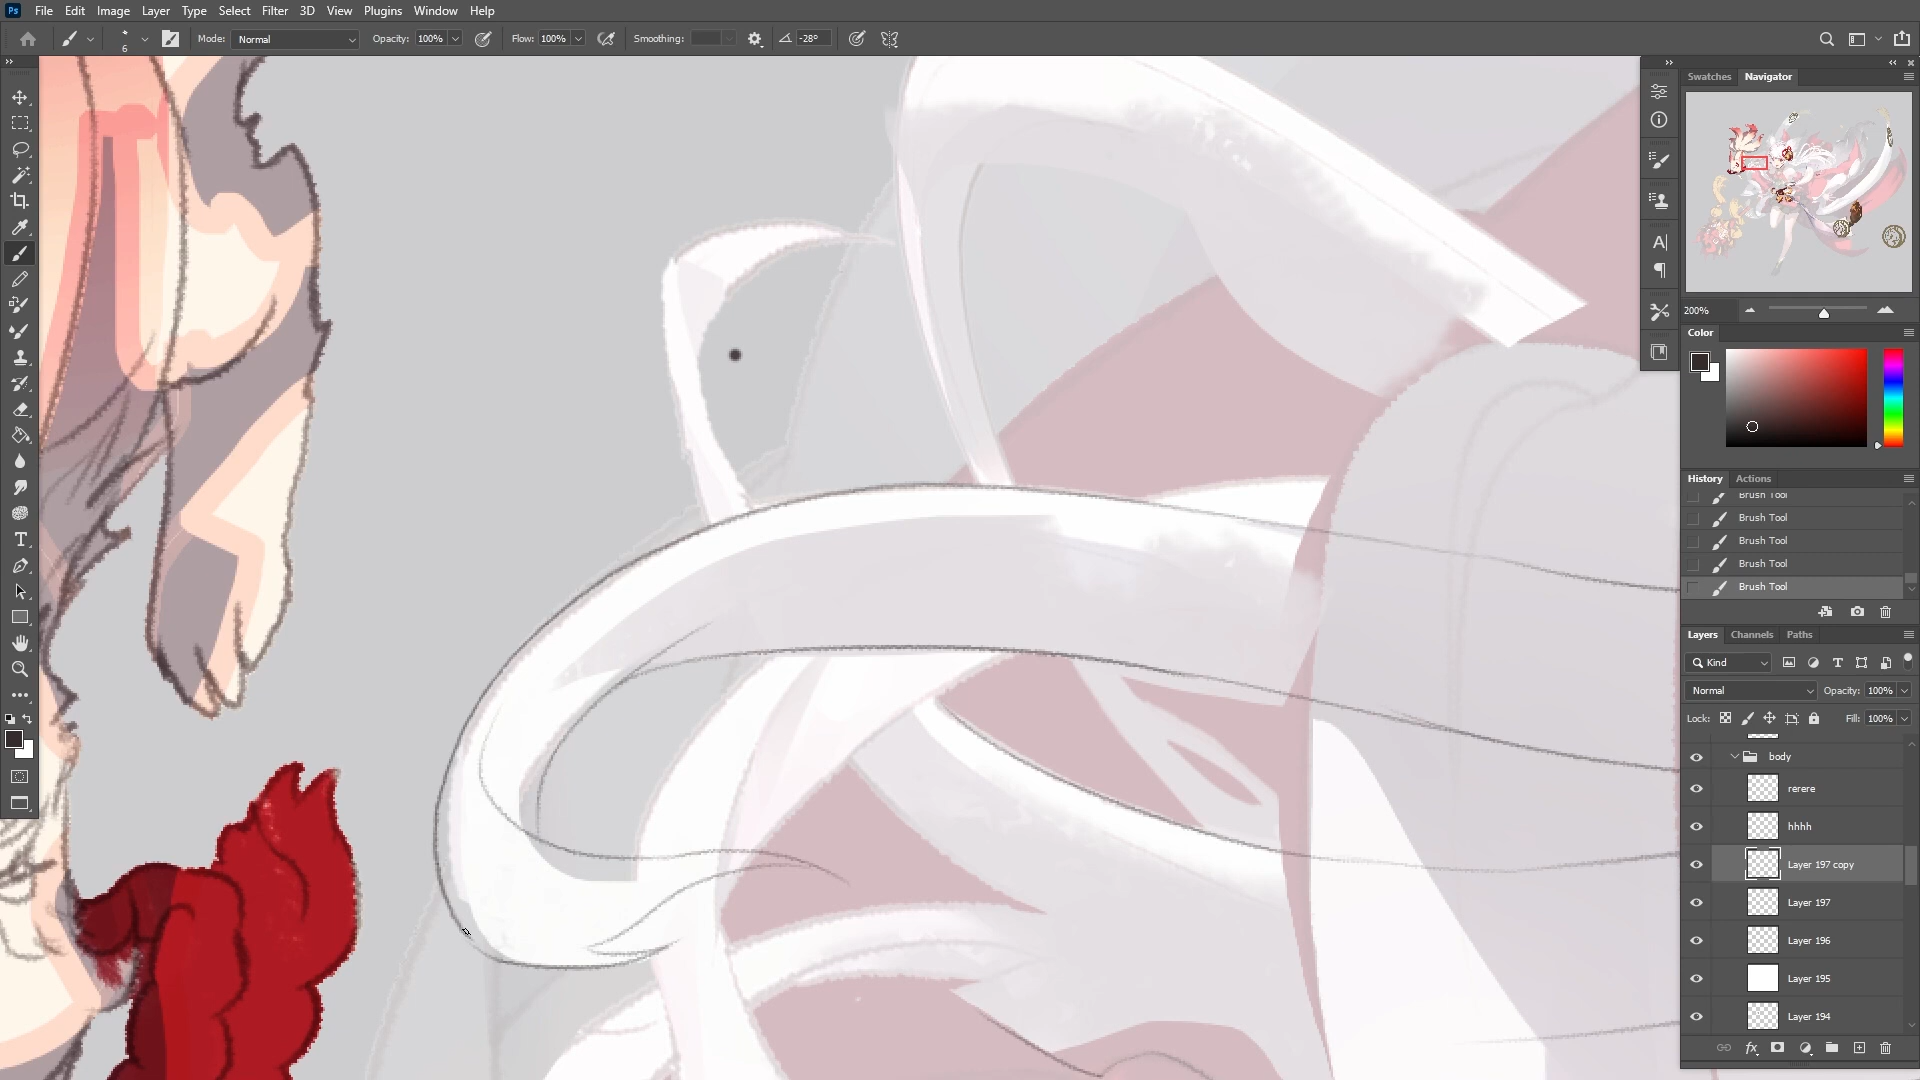 Ps File Edit Image Layer Type Select Filter 3D View Plugins Window Help
6 Mode: Normal Opacity: 100% Flow: 100% Smoothing: -28°
Swatches Navigator
200%
Color
History Actions
Brush Tool
Brush Tool
Brush Tool
Brush Tool
Brush Tool
Layers Channels Paths
Kind
Normal Opacity: 100%
Lock: Fill: 100%
body
rerere
hhhh
Layer 197 copy
Layer 197
Layer 196
Layer 195
Layer 194